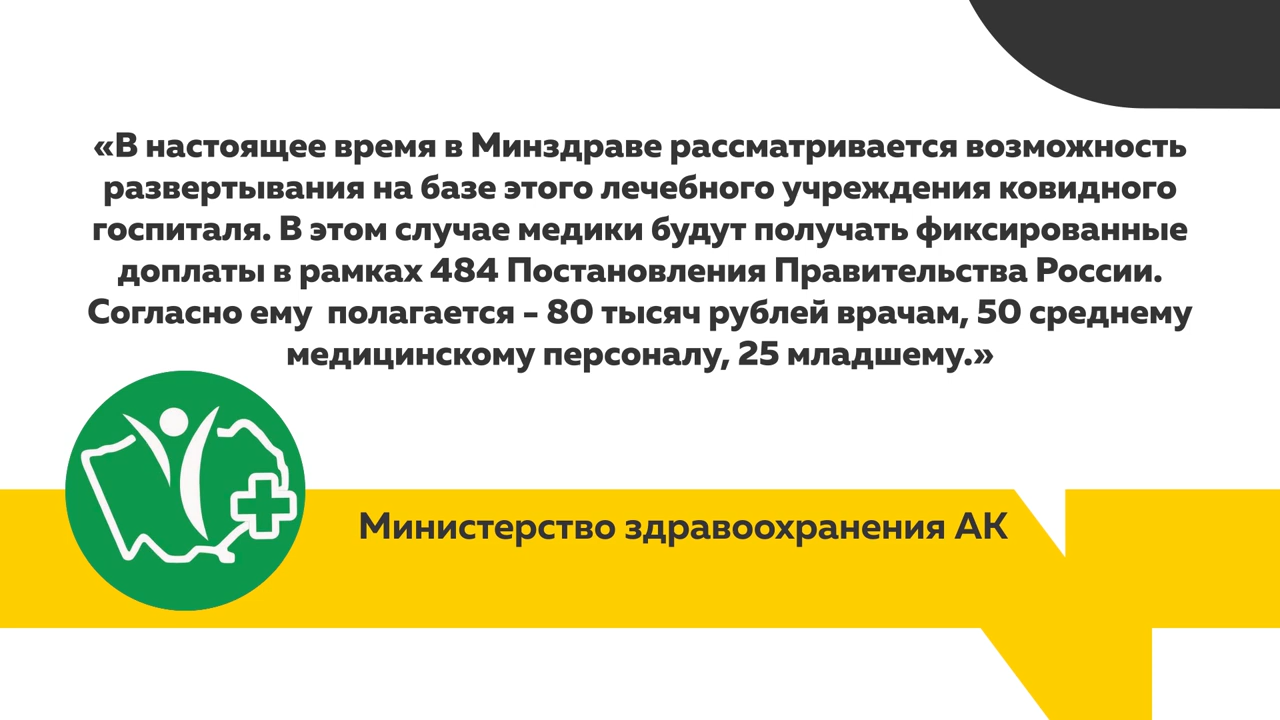 «В настоящее время в Минздраве рассматривается возможность
развертывания на базе этого лечебного учреждения ковидного
госпиталя. В этом случае медики будут получать фиксированные
доплаты в рамках 484 Постановления Правительства России.
Согласно ему  полагается – 80 тысяч рублей врачам, 50 среднему
медицинскому персоналу, 25 младшему.»
Министерство здравоохранения АК